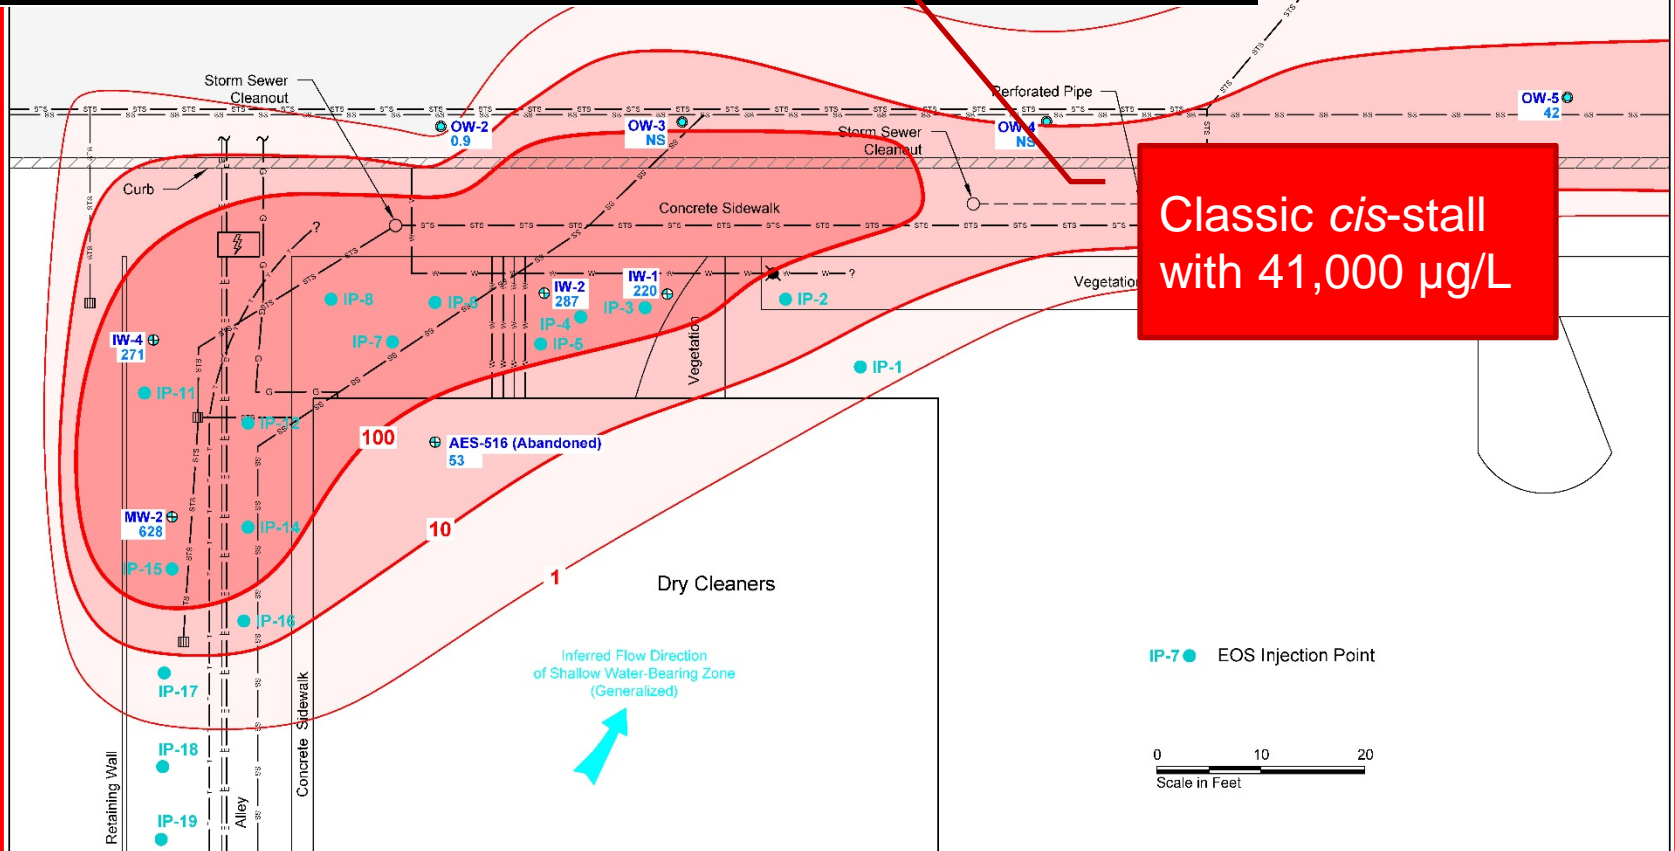 STS
Storm Sewer
Cleanout
Perforated Pipe
OW-5
42
OW-2
0.9
OW-3
NS
OW-4
NS
Storm Sewer
Cleanout
Curb
Concrete Sidewalk
Classic cis-stall
with 41,000 µg/L
?
?
IP-8
IP-6
IW-2
287
IW-1
220
IP-2
Vegetation
IP-3
IP-4
IP-7
IP-5
IW-4
271
IP-11
IP-1
Vegetation
IP-12
100
AES-516 (Abandoned)
53
MW-2
628
IP-14
10
IP-15
1
Dry Cleaners
IP-16
Inferred Flow Direction
of Shallow Water-Bearing Zone
(Generalized)
IP-7 EOS Injection Point
IP-17
Concrete Sidewalk
IP-18
Retaining Wall
Alley
IP-19
0 10 20
Scale in Feet